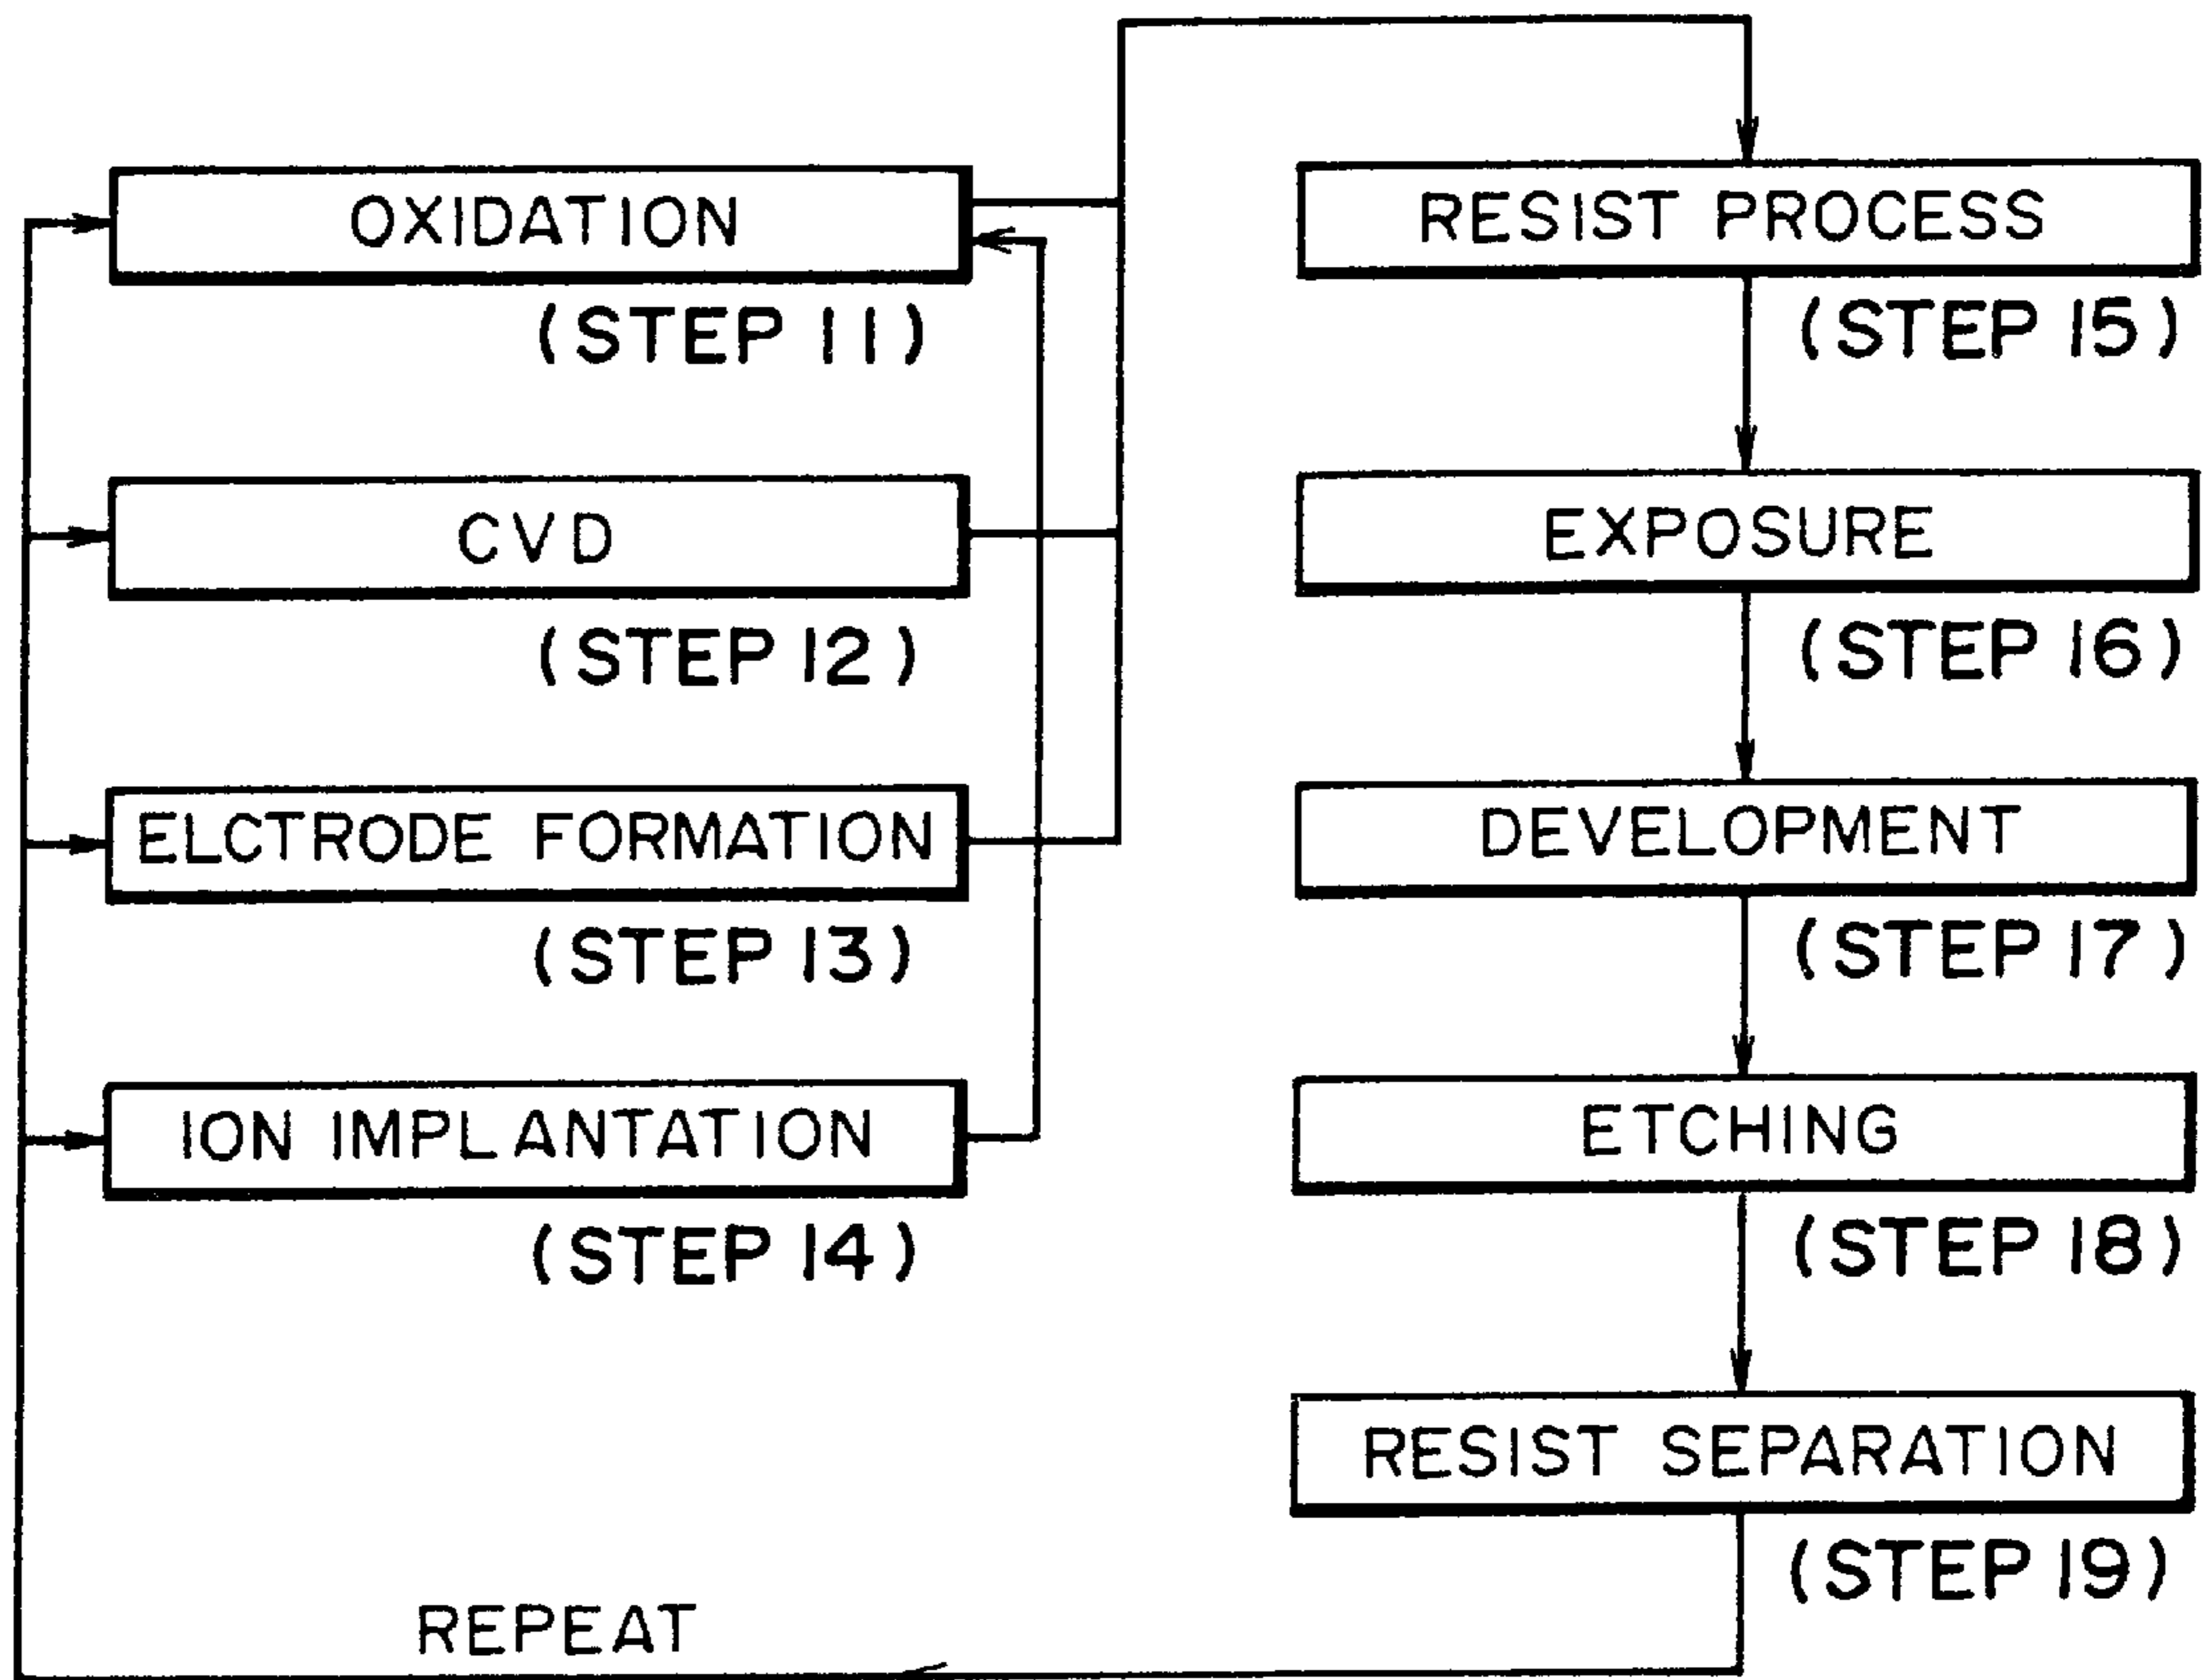 OXIDATION
(STEP 11)
CVD
(STEP 12)
ELCTRODE FORMATION
(STEP 13)
ION IMPLANTATION
(STEP 14)
RESIST PROCESS
(STEP 15)
EXPOSURE
(STEP 16)
DEVELOPMENT
(STEP 17)
ETCHING
(STEP 18)
RESIST SEPARATION
(STEP 19)
REPEAT